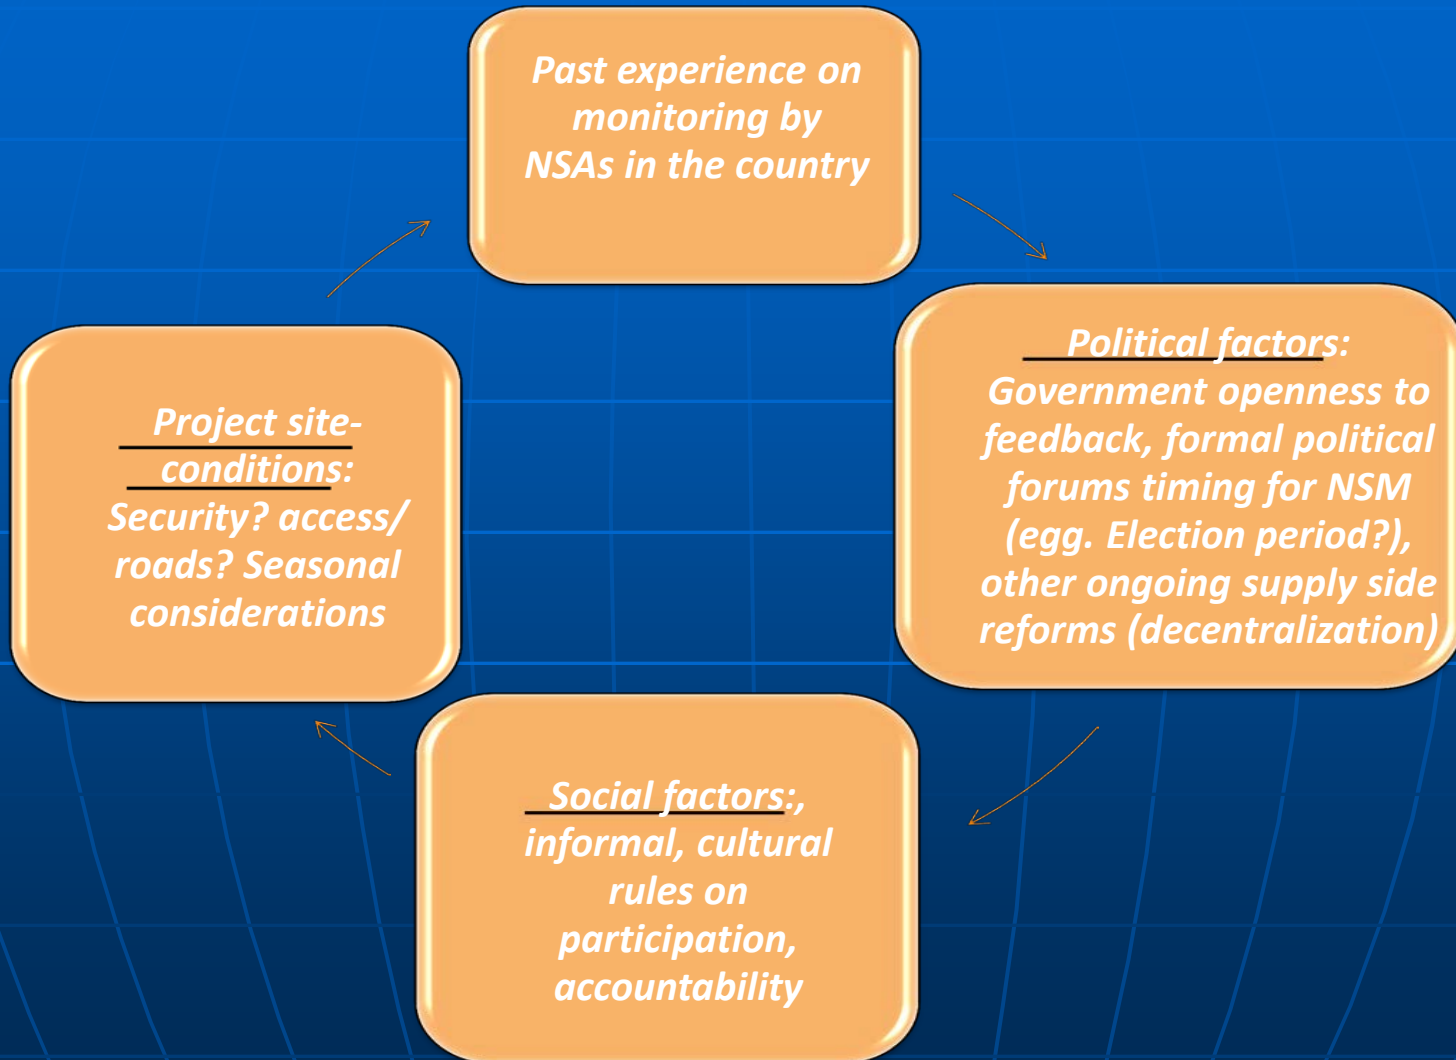 Past experience on
monitoring by
NSAs in the country
Political factors:
Government openness to
feedback, formal political
forums timing for NSM
(egg. Election period?),
other ongoing supply side
reforms (decentralization)
Social factors:,
informal, cultural
rules on
participation,
accountability
Project site-
conditions:
Security? access/
roads? Seasonal
considerations